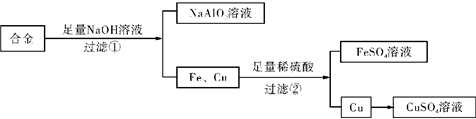 合金
足量NaOH溶液
过滤①
NaAlO₂溶液
Fe、Cu
足量稀硫酸
过滤②
FeSO₄溶液
Cu
CuSO₄溶液